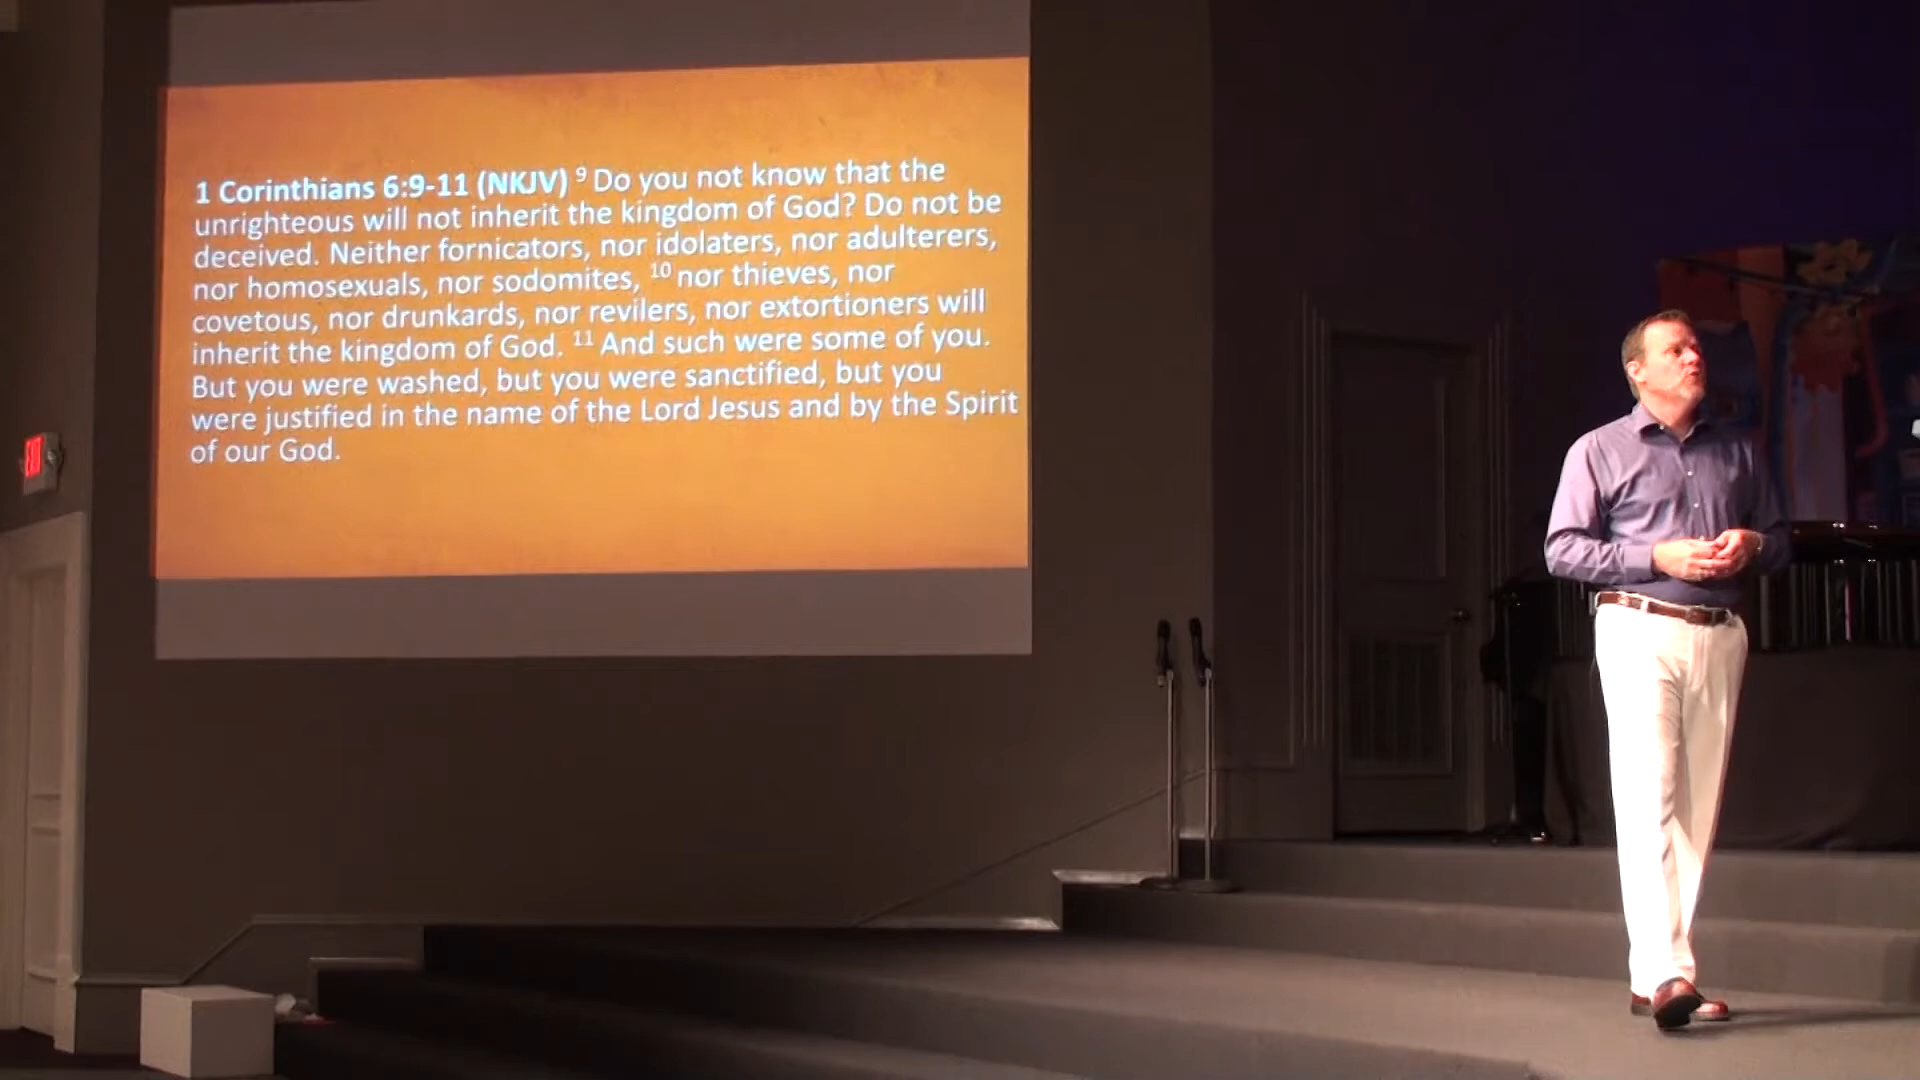 1 Corinthians 6:9-11 (NKJV) ⁹ Do you not know that the
unrighteous will not inherit the kingdom of God? Do not be
deceived. Neither fornicators, nor idolaters, nor adulterers,
nor homosexuals, nor sodomites, ¹⁰ nor thieves, nor
covetous, nor drunkards, nor revilers, nor extortioners will
inherit the kingdom of God. ¹¹ And such were some of you.
But you were washed, but you were sanctified, but you
were justified in the name of the Lord Jesus and by the Spirit
of our God.
EXIT